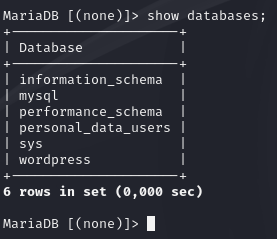 MariaDB [(none)]> show databases;
+--------------------+
| Database           |
+--------------------+
| information_schema |
| mysql              |
| performance_schema |
| personal_data_users |
| sys                |
| wordpress          |
+--------------------+
6 rows in set (0,000 sec)
MariaDB [(none)]>